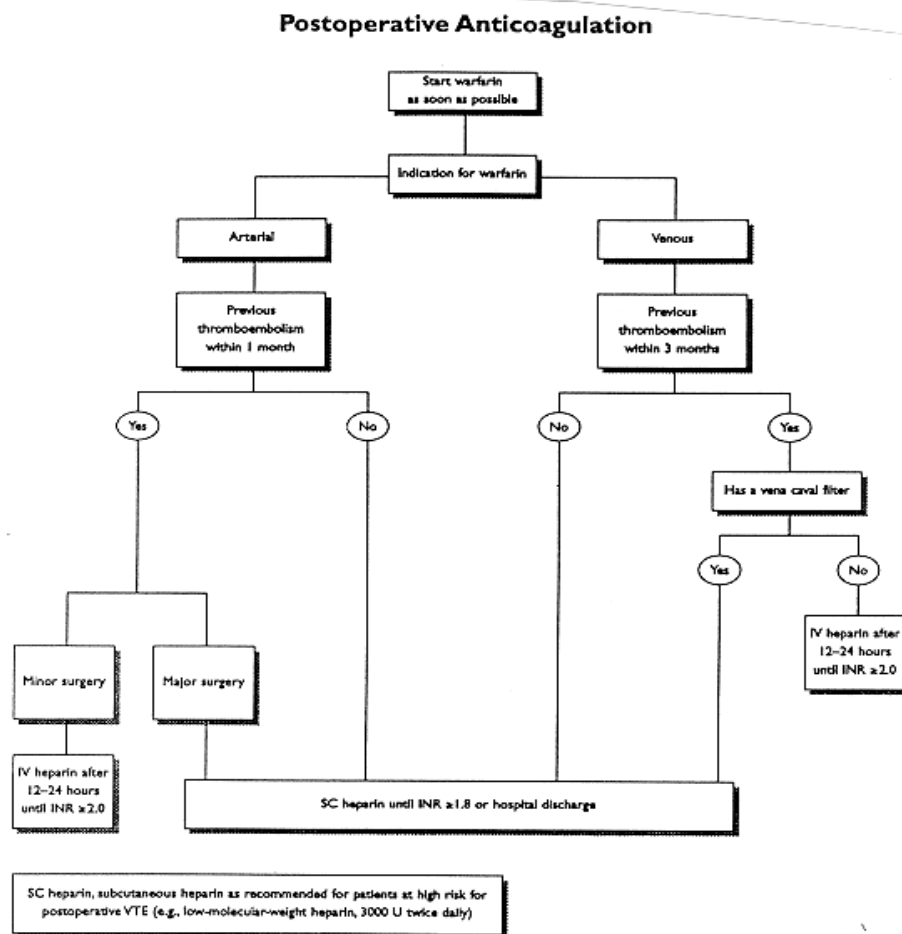 Postoperative Anticoagulation
Start warfarin
as soon as possible
Indication for warfarin
Arterial
Venous
Previous
thromboembolism
within 1 month
Previous
thromboembolism
within 3 months
Yes
No
No
Yes
Has a vena caval filter
Yes
No
Minor surgery
Major surgery
IV heparin after
12–24 hours
until INR ≥2.0
IV heparin after
12–24 hours
until INR ≥2.0
SC heparin until INR ≥1.8 or hospital discharge
SC heparin, subcutaneous heparin as recommended for patients at high risk for
postoperative VTE (e.g., low-molecular-weight heparin, 3000 U twice daily)